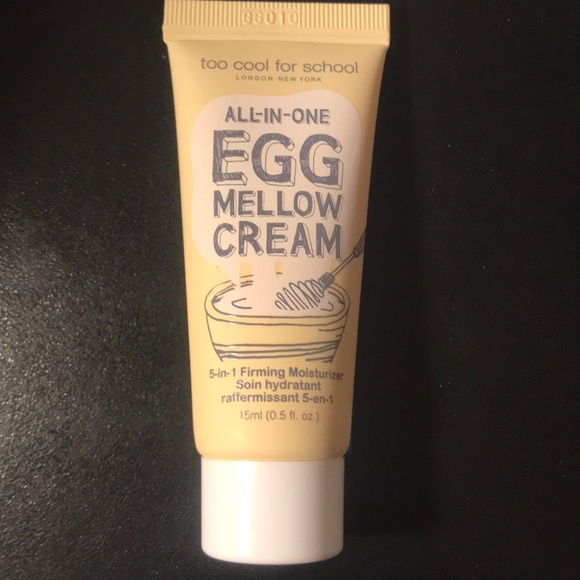 too cool for school
LONDON NEW YORK
ALL-IN-ONE
EGG
MELLOW
CREAM
5-in-1 Firming Moisturizer
Soin hydratant
raffermissant 5-en-1
15ml (0.5 fl. oz.)